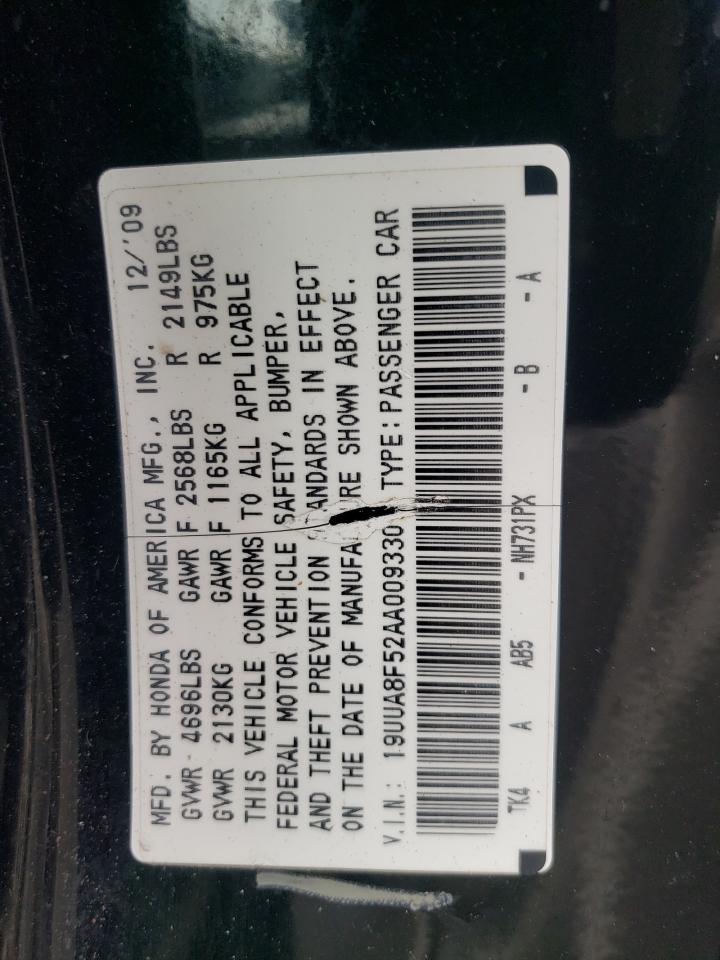 MFD. BY HONDA OF AMERICA MFG., INC. 12/'09
GVWR 4696LBS GAWR F 2568LBS R 2149LBS
GVWR 2130KG GAWR F 1165KG R 975KG
THIS VEHICLE CONFORMS TO ALL APPLICABLE
FEDERAL MOTOR VEHICLE SAFETY, BUMPER,
AND THEFT PREVENTION ANDARDS IN EFFECT
ON THE DATE OF MANUFA RE SHOWN ABOVE.
V.I.N.: 19UUA8F52AA009330 TYPE:PASSENGER CAR
TK4 A AB5 - NH731PX - B - A